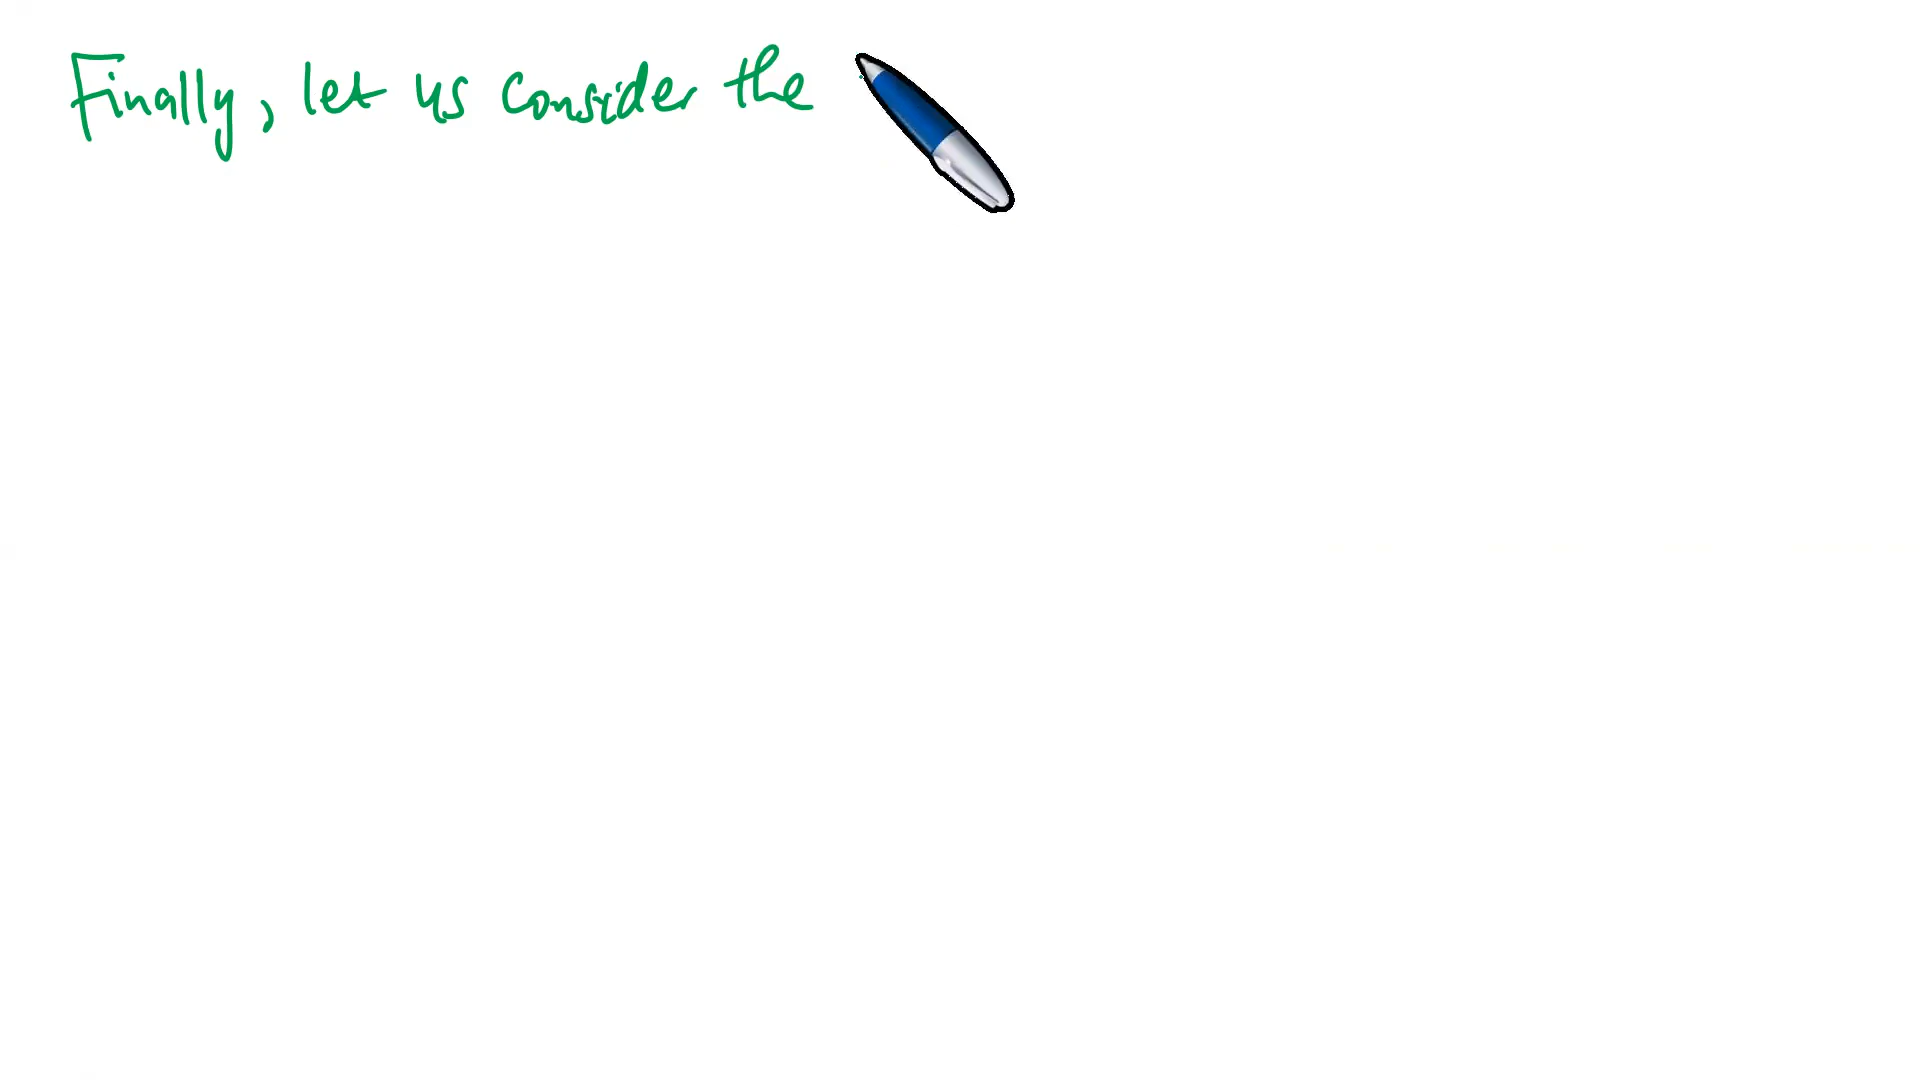 Finally, let us consider the